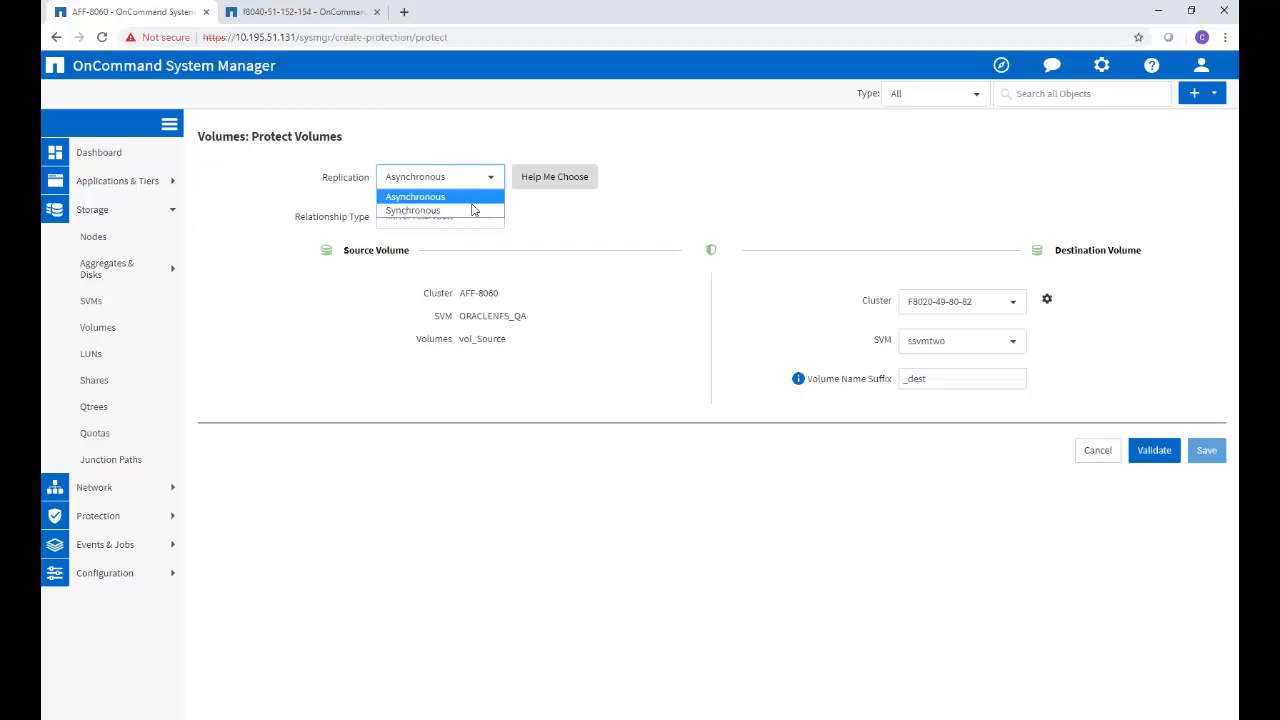 AFF-8060 - OnCommand System
f8040-51-152-154 – OnCommand
Not secure https://10.195.51.131/sysmgr/create-protection/protect
C
OnCommand System Manager
Type: All
Search all Objects
Volumes: Protect Volumes
Dashboard
Applications & Tiers
Storage
Nodes
Aggregates &
Disks
SVMs
Volumes
LUNs
Shares
Qtrees
Quotas
Junction Paths
Network
Protection
Events & Jobs
Configuration
Replication Asynchronous Help Me Choose
Asynchronous
Synchronous
Relationship Type
Source Volume
Destination Volume
Cluster AFF-8060
SVM ORACLENFS_QA
Volumes vol_Source
Cluster F8020-49-80-82
SVM ssvmtwo
Volume Name Suffix _dest
Cancel Validate Save